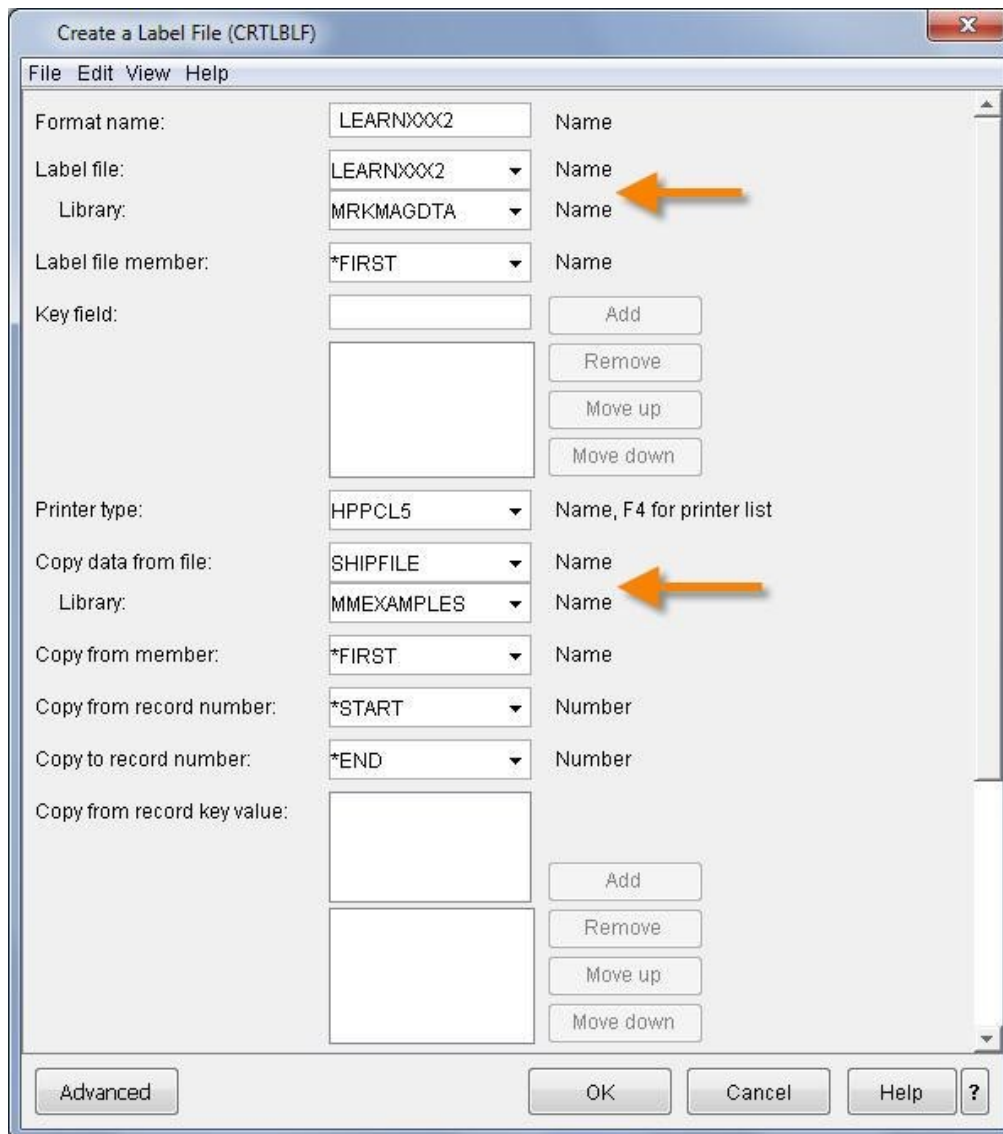 Create a Label File (CRTLBLF)
File Edit View Help
Format name: LEARNXXX2 Name
Label file: LEARNXXX2 Name
Library: MRKMAGDTA Name
Label file member: *FIRST Name
Key field: Add
Remove
Move up
Move down
Printer type: HPPCL5 Name, F4 for printer list
Copy data from file: SHIPFILE Name
Library: MMEXAMPLES Name
Copy from member: *FIRST Name
Copy from record number: *START Number
Copy to record number: *END Number
Copy from record key value:
Add
Remove
Move up
Move down
Advanced OK Cancel Help ?